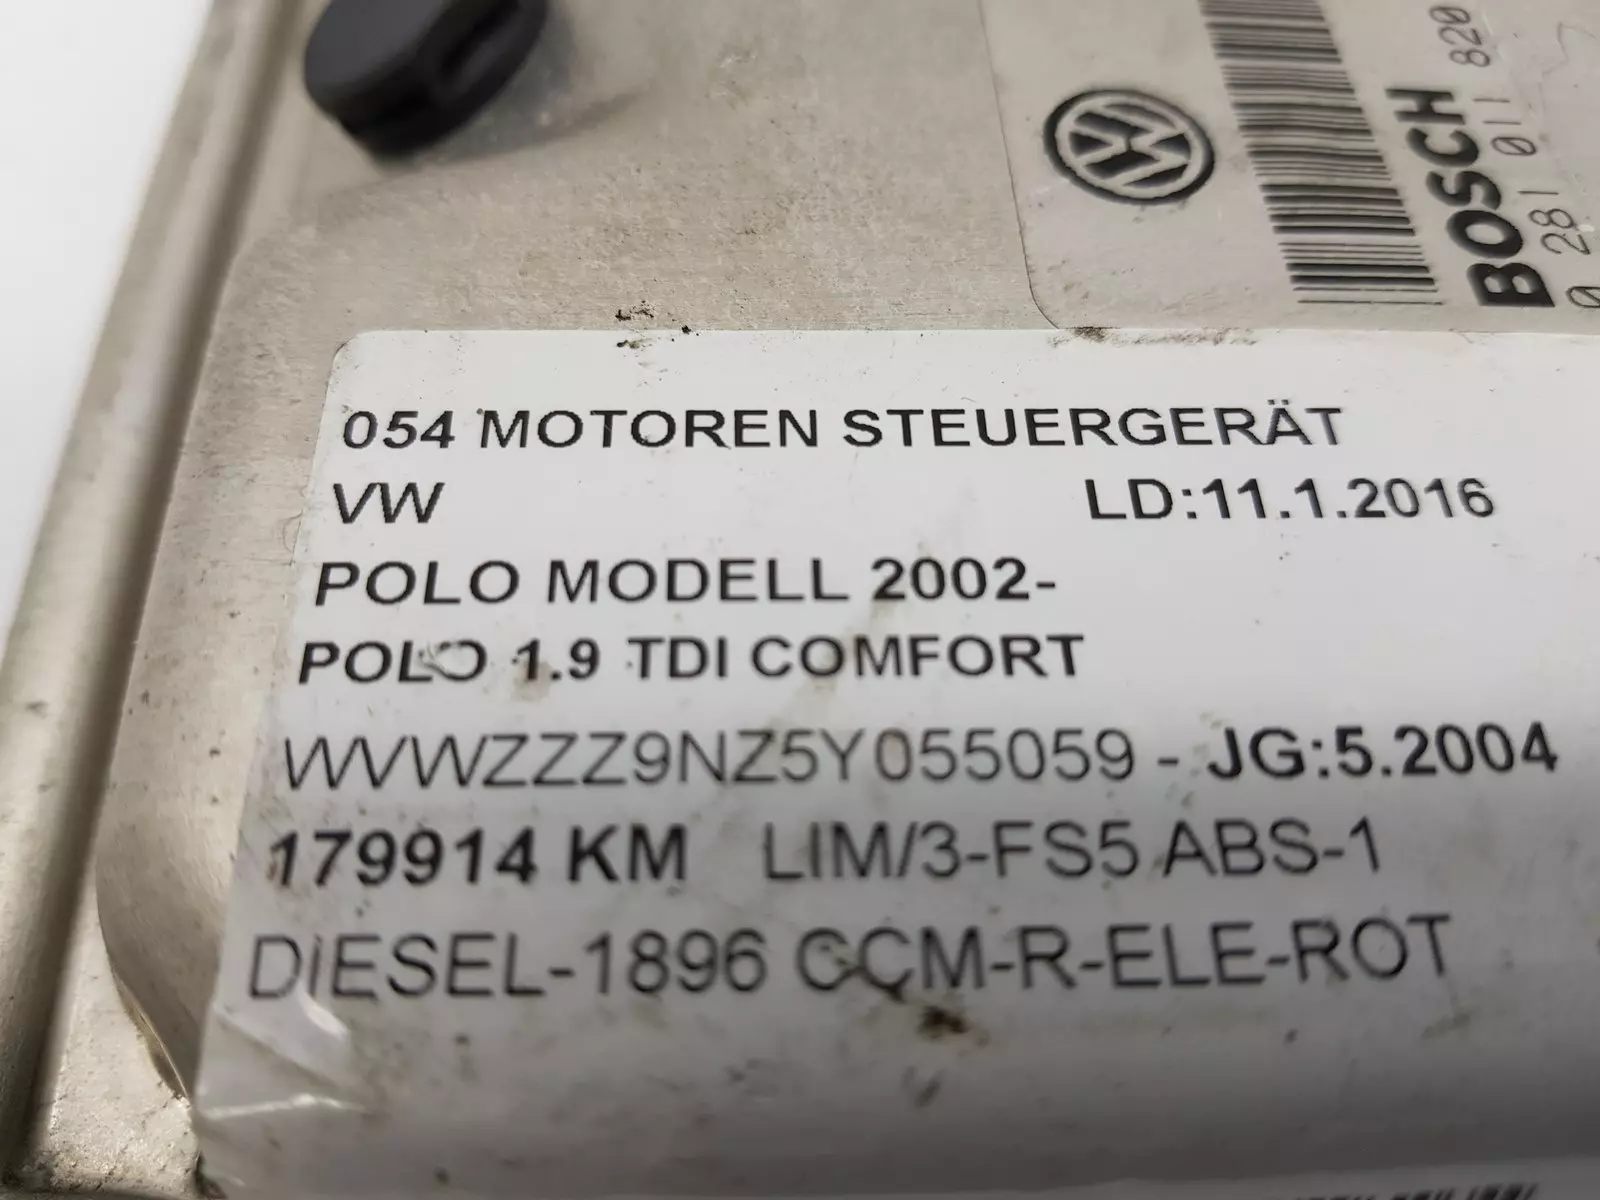 BOSCH
0 281 011 820
054 MOTOREN STEUERGERÄT
VW LD:11.1.2016
POLO MODELL 2002-
POLO 1.9 TDI COMFORT
WVWZZZ9NZ5Y055059 - JG:5.2004
179914 KM LIM/3-FS5 ABS-1
DIESEL-1896 CCM-R-ELE-ROT